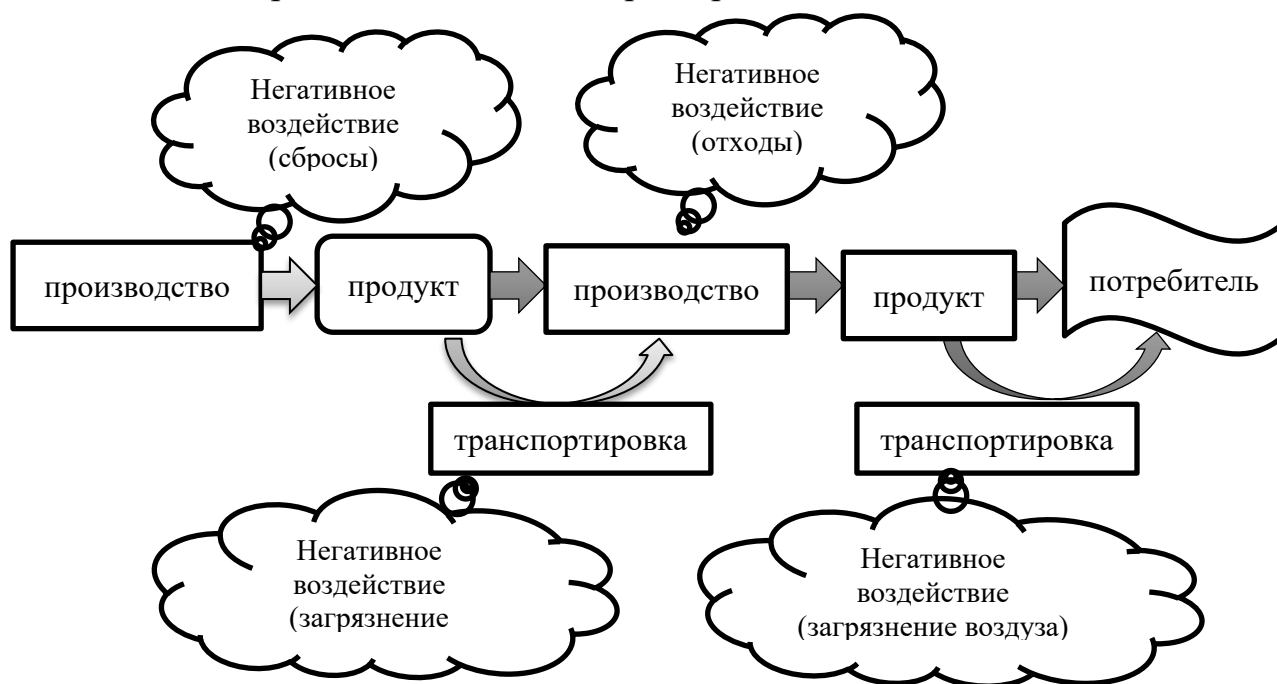 Негативное
воздействие
(сбросы)
Негативное
воздействие
(отходы)
производство
продукт
производство
продукт
потребитель
транспортировка
транспортировка
Негативное
воздействие
(загрязнение
Негативное
воздействие
(загрязнение воздуза)